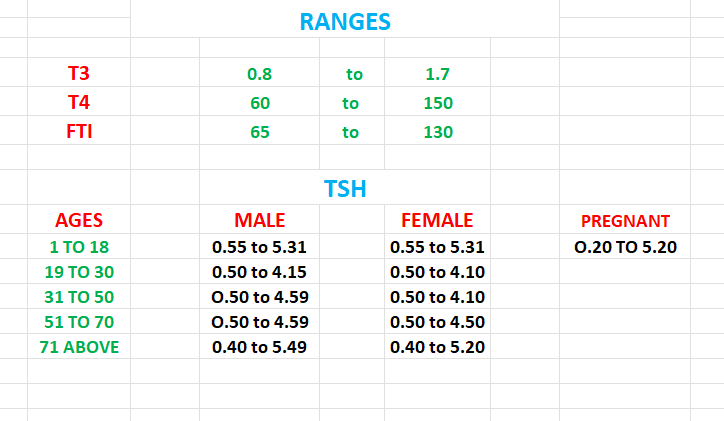 RANGES
T3 0.8 to 1.7
T4 60 to 150
FTI 65 to 130
TSH
AGES MALE FEMALE PREGNANT
1 TO 18 0.55 to 5.31 0.55 to 5.31 O.20 TO 5.20
19 TO 30 0.50 to 4.15 0.50 to 4.10
31 TO 50 O.50 to 4.59 0.50 to 4.10
51 TO 70 O.50 to 4.59 0.50 to 4.50
71 ABOVE 0.40 to 5.49 0.40 to 5.20